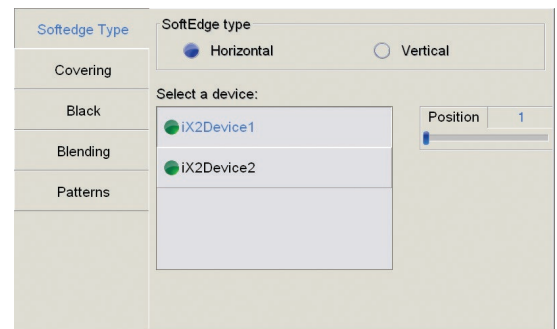 Softedge Type
Covering
Black
Blending
Patterns
SoftEdge type
Horizontal Vertical
Select a device:
iX2Device1
iX2Device2
Position 1